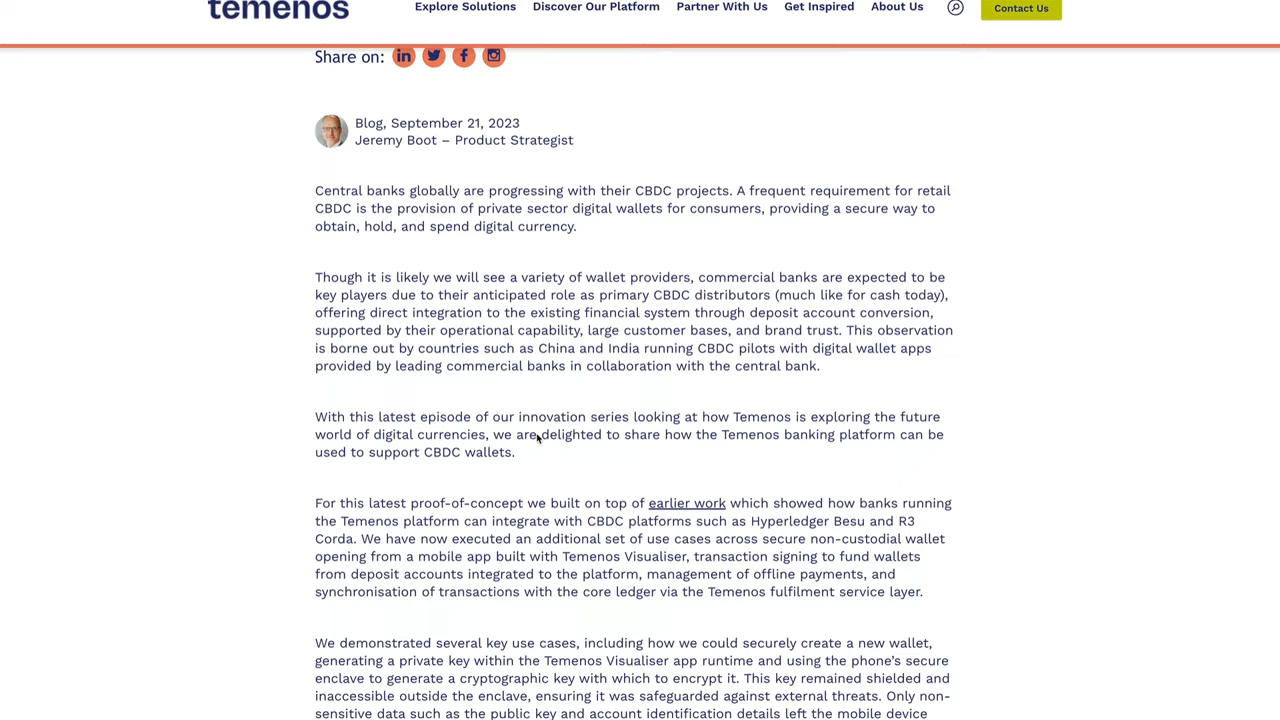 temenos
Explore Solutions Discover Our Platform Partner With Us Get Inspired About Us Contact Us
Share on:
Blog, September 21, 2023
Jeremy Boot – Product Strategist
Central banks globally are progressing with their CBDC projects. A frequent requirement for retail
CBDC is the provision of private sector digital wallets for consumers, providing a secure way to
obtain, hold, and spend digital currency.
Though it is likely we will see a variety of wallet providers, commercial banks are expected to be
key players due to their anticipated role as primary CBDC distributors (much like for cash today),
offering direct integration to the existing financial system through deposit account conversion,
supported by their operational capability, large customer bases, and brand trust. This observation
is borne out by countries such as China and India running CBDC pilots with digital wallet apps
provided by leading commercial banks in collaboration with the central bank.
With this latest episode of our innovation series looking at how Temenos is exploring the future
world of digital currencies, we are delighted to share how the Temenos banking platform can be
used to support CBDC wallets.
For this latest proof-of-concept we built on top of earlier work which showed how banks running
the Temenos platform can integrate with CBDC platforms such as Hyperledger Besu and R3
Corda. We have now executed an additional set of use cases across secure non-custodial wallet
opening from a mobile app built with Temenos Visualiser, transaction signing to fund wallets
from deposit accounts integrated to the platform, management of offline payments, and
synchronisation of transactions with the core ledger via the Temenos fulfilment service layer.
We demonstrated several key use cases, including how we could securely create a new wallet,
generating a private key within the Temenos Visualiser app runtime and using the phone's secure
enclave to generate a cryptographic key with which to encrypt it. This key remained shielded and
inaccessible outside the enclave, ensuring it was safeguarded against external threats. Only non-
sensitive data such as the public key and account identification details left the mobile device